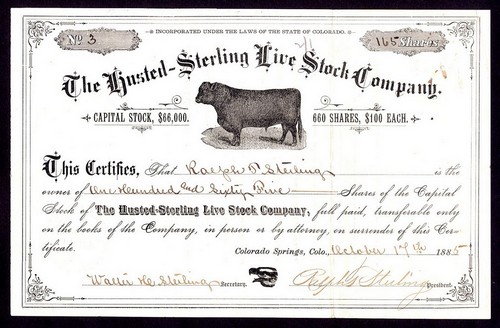 INCORPORATED UNDER THE LAWS OF THE STATE OF COLORADO.
No 3
165 Shares
The Husted-Sterling Live Stock Company.
CAPITAL STOCK, $66,000.
660 SHARES, $100 EACH.
This Certifies, That Ralph P. Sterling is the
owner of One Hundred and Sixty Five Shares of the Capital
Stock of The Husted-Sterling Live Stock Company, full paid, transferable only
on the books of the Company, in person or by attorney, on surrender of this Cer-
tificate.
Colorado Springs, Colo., October 17th 1885
Walter H. Sterling Secretary.
Sterling President.